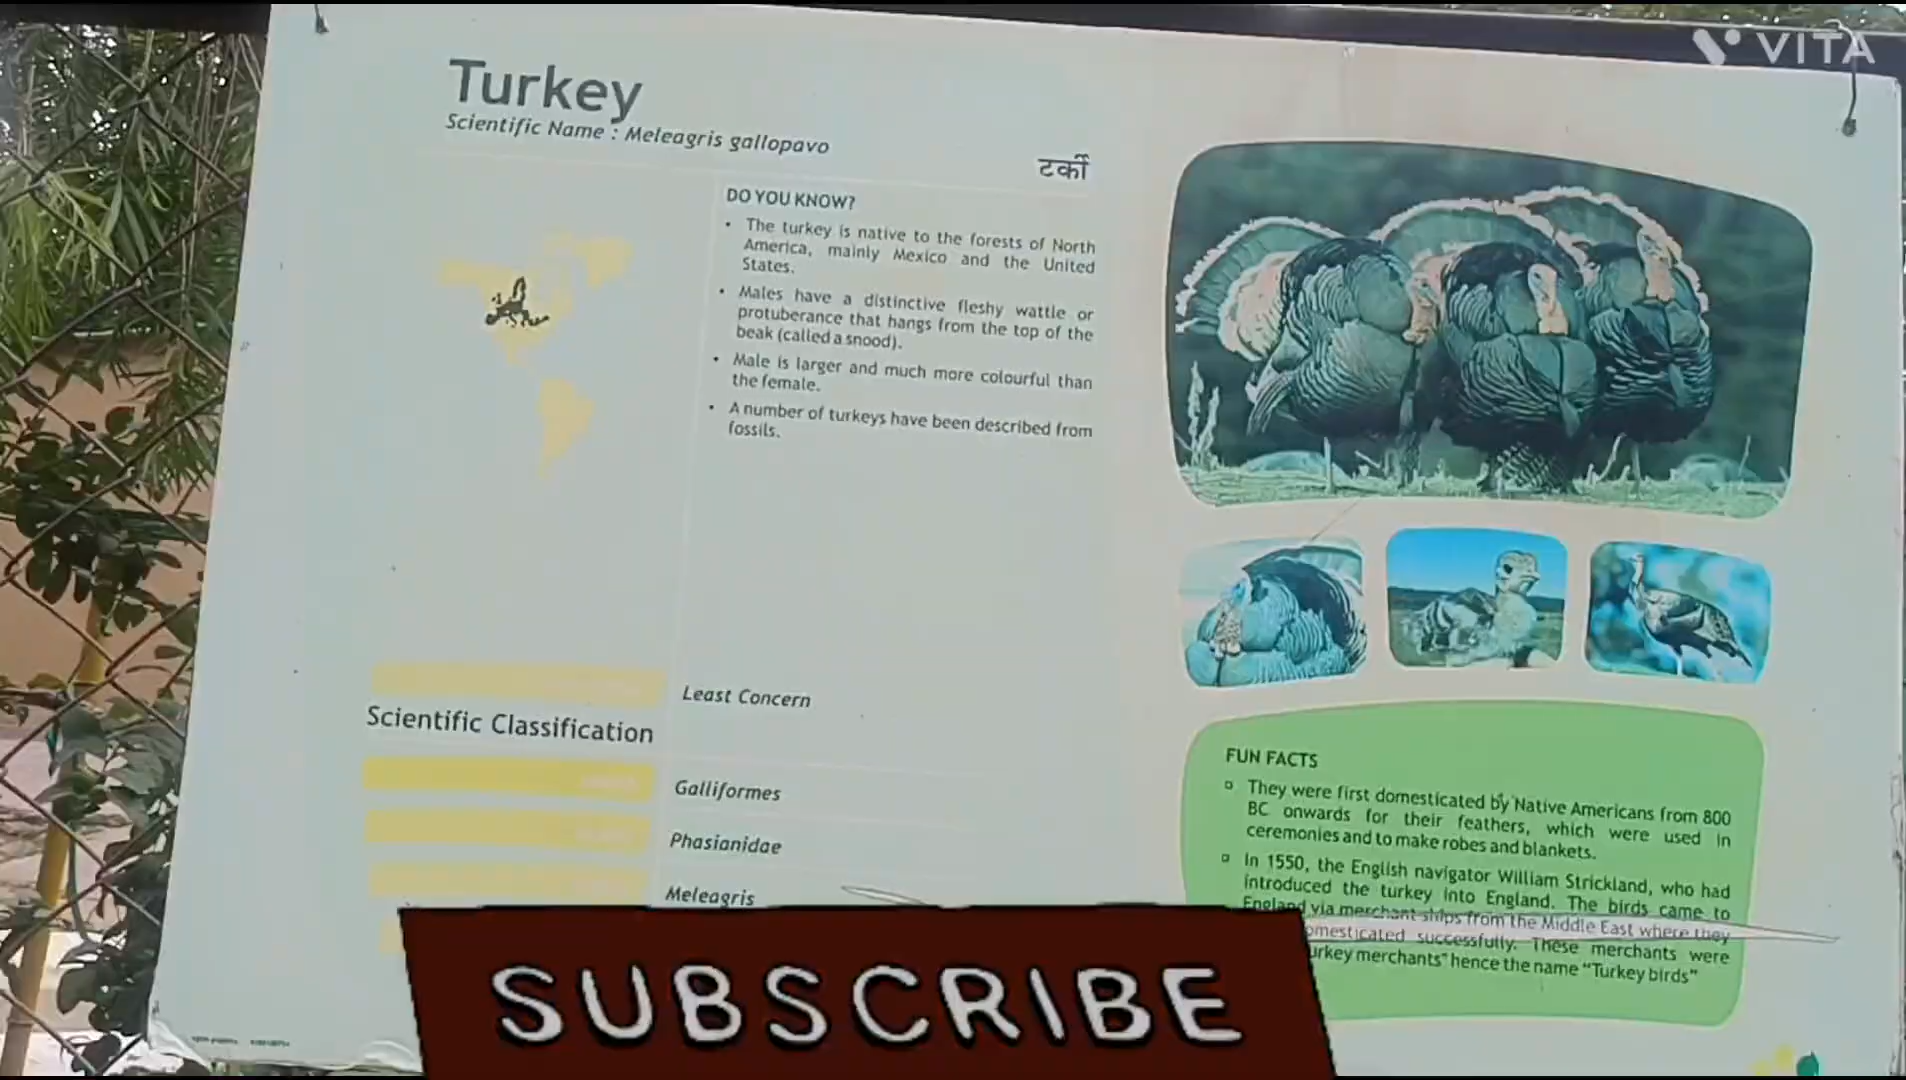 VITA
Turkey
Scientific Name : Meleagris gallopavo
टर्की
DO YOU KNOW?
• The turkey is native to the forests of North
America, mainly Mexico and the United
States.
• Males have a distinctive fleshy wattle or
protuberance that hangs from the top of the
beak (called a snood).
• Male is larger and much more colourful than
the female.
• A number of turkeys have been described from
fossils.
Least Concern
Scientific Classification
Galliformes
Phasianidae
Meleagris
FUN FACTS
▫ They were first domesticated by Native Americans from 800
BC onwards for their feathers, which were used in
ceremonies and to make robes and blankets.
▫ In 1550, the English navigator William Strickland, who had
introduced the turkey into England. The birds came to
England via merchant ships from the Middle East where they
omesticated successfully. These merchants were
urkey merchants" hence the name "Turkey birds"
SUBSCRIBE